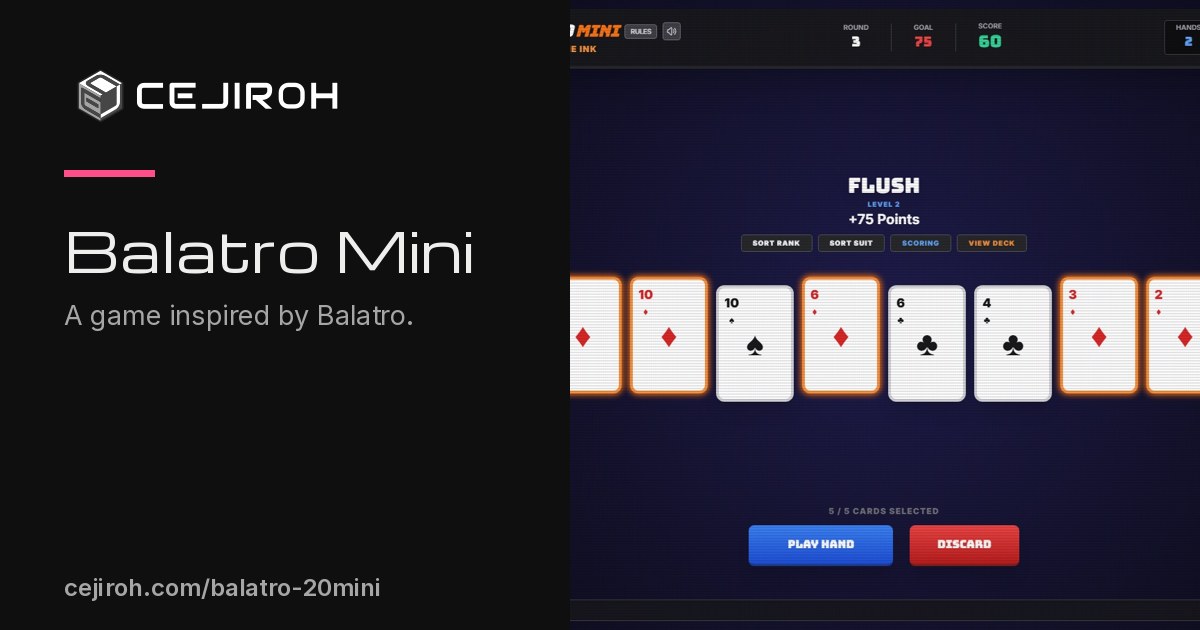 CEJIROH
Balatro Mini
A game inspired by Balatro.
cejiroh.com/balatro-20mini
MINI RULES
E INK
ROUND GOAL SCORE HANDS
3 75 60 2
FLUSH
LEVEL 2
+75 Points
SORT RANK SORT SUIT SCORING VIEW DECK
10 10 6 6 4 3 2
5 / 5 CARDS SELECTED
PLAY HAND DISCARD